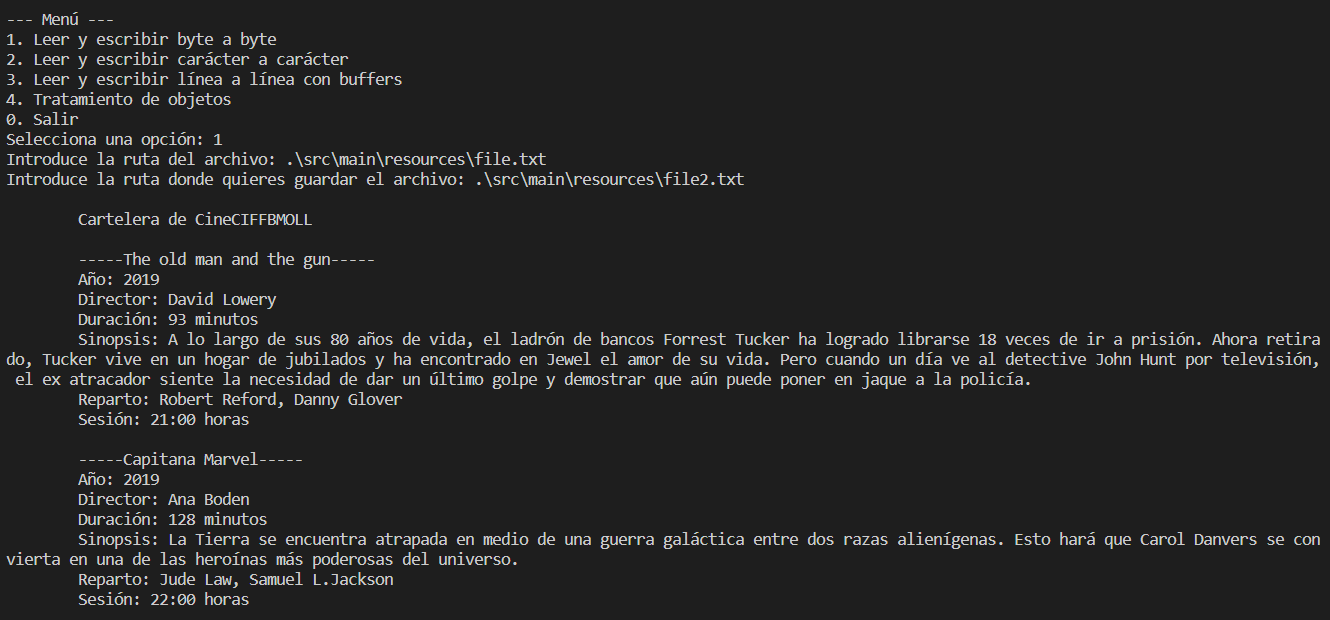 --- Menú ---
1. Leer y escribir byte a byte
2. Leer y escribir carácter a carácter
3. Leer y escribir línea a línea con buffers
4. Tratamiento de objetos
0. Salir
Selecciona una opción: 1
Introduce la ruta del archivo: .\src\main\resources\file.txt
Introduce la ruta donde quieres guardar el archivo: .\src\main\resources\file2.txt
Cartelera de CineCIFFBMOLL
-----The old man and the gun-----
Año: 2019
Director: David Lowery
Duración: 93 minutos
Sinopsis: A lo largo de sus 80 años de vida, el ladrón de bancos Forrest Tucker ha logrado librarse 18 veces de ir a prisión. Ahora retira
do, Tucker vive en un hogar de jubilados y ha encontrado en Jewel el amor de su vida. Pero cuando un día ve al detective John Hunt por televisión,
el ex atracador siente la necesidad de dar un último golpe y demostrar que aún puede poner en jaque a la policía.
Reparto: Robert Reford, Danny Glover
Sesión: 21:00 horas
-----Capitana Marvel-----
Año: 2019
Director: Ana Boden
Duración: 128 minutos
Sinopsis: La Tierra se encuentra atrapada en medio de una guerra galáctica entre dos razas alienígenas. Esto hará que Carol Danvers se con
vierta en una de las heroínas más poderosas del universo.
Reparto: Jude Law, Samuel L.Jackson
Sesión: 22:00 horas